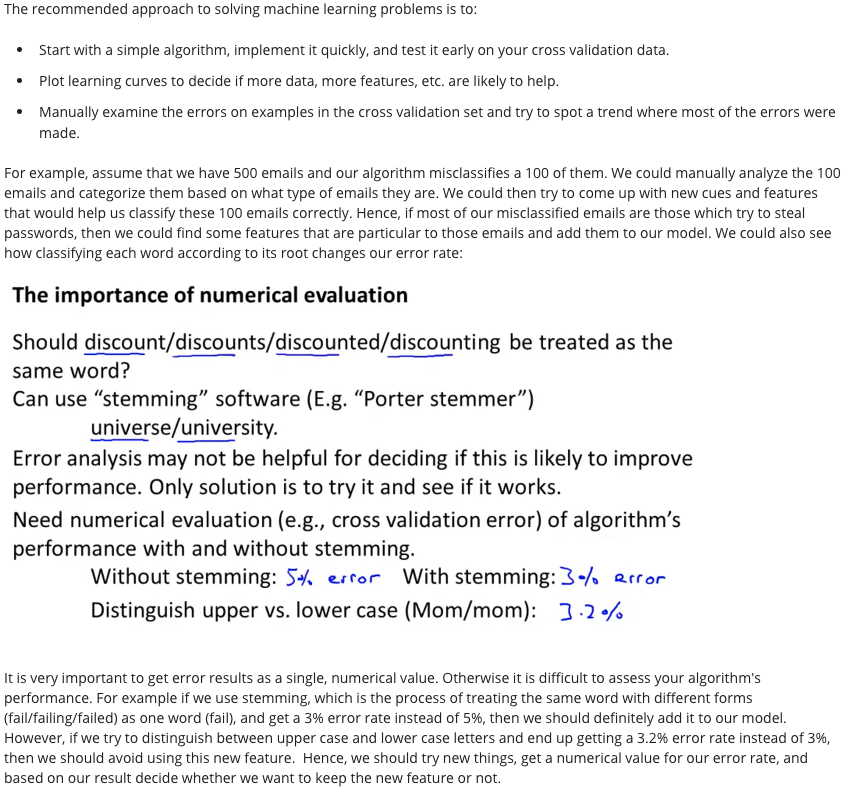 The recommended approach to solving machine learning problems is to:
• Start with a simple algorithm, implement it quickly, and test it early on your cross validation data.
• Plot learning curves to decide if more data, more features, etc. are likely to help.
• Manually examine the errors on examples in the cross validation set and try to spot a trend where most of the errors were
made.
For example, assume that we have 500 emails and our algorithm misclassifies a 100 of them. We could manually analyze the 100
emails and categorize them based on what type of emails they are. We could then try to come up with new cues and features
that would help us classify these 100 emails correctly. Hence, if most of our misclassified emails are those which try to steal
passwords, then we could find some features that are particular to those emails and add them to our model. We could also see
how classifying each word according to its root changes our error rate:
The importance of numerical evaluation
Should discount/discounts/discounted/discounting be treated as the
same word?
Can use “stemming” software (E.g. “Porter stemmer”)
universe/university.
Error analysis may not be helpful for deciding if this is likely to improve
performance. Only solution is to try it and see if it works.
Need numerical evaluation (e.g., cross validation error) of algorithm’s
performance with and without stemming.
Without stemming: 5% error With stemming: 3% error
Distinguish upper vs. lower case (Mom/mom): 3.2%
It is very important to get error results as a single, numerical value. Otherwise it is difficult to assess your algorithm's
performance. For example if we use stemming, which is the process of treating the same word with different forms
(fail/failing/failed) as one word (fail), and get a 3% error rate instead of 5%, then we should definitely add it to our model.
However, if we try to distinguish between upper case and lower case letters and end up getting a 3.2% error rate instead of 3%,
then we should avoid using this new feature. Hence, we should try new things, get a numerical value for our error rate, and
based on our result decide whether we want to keep the new feature or not.